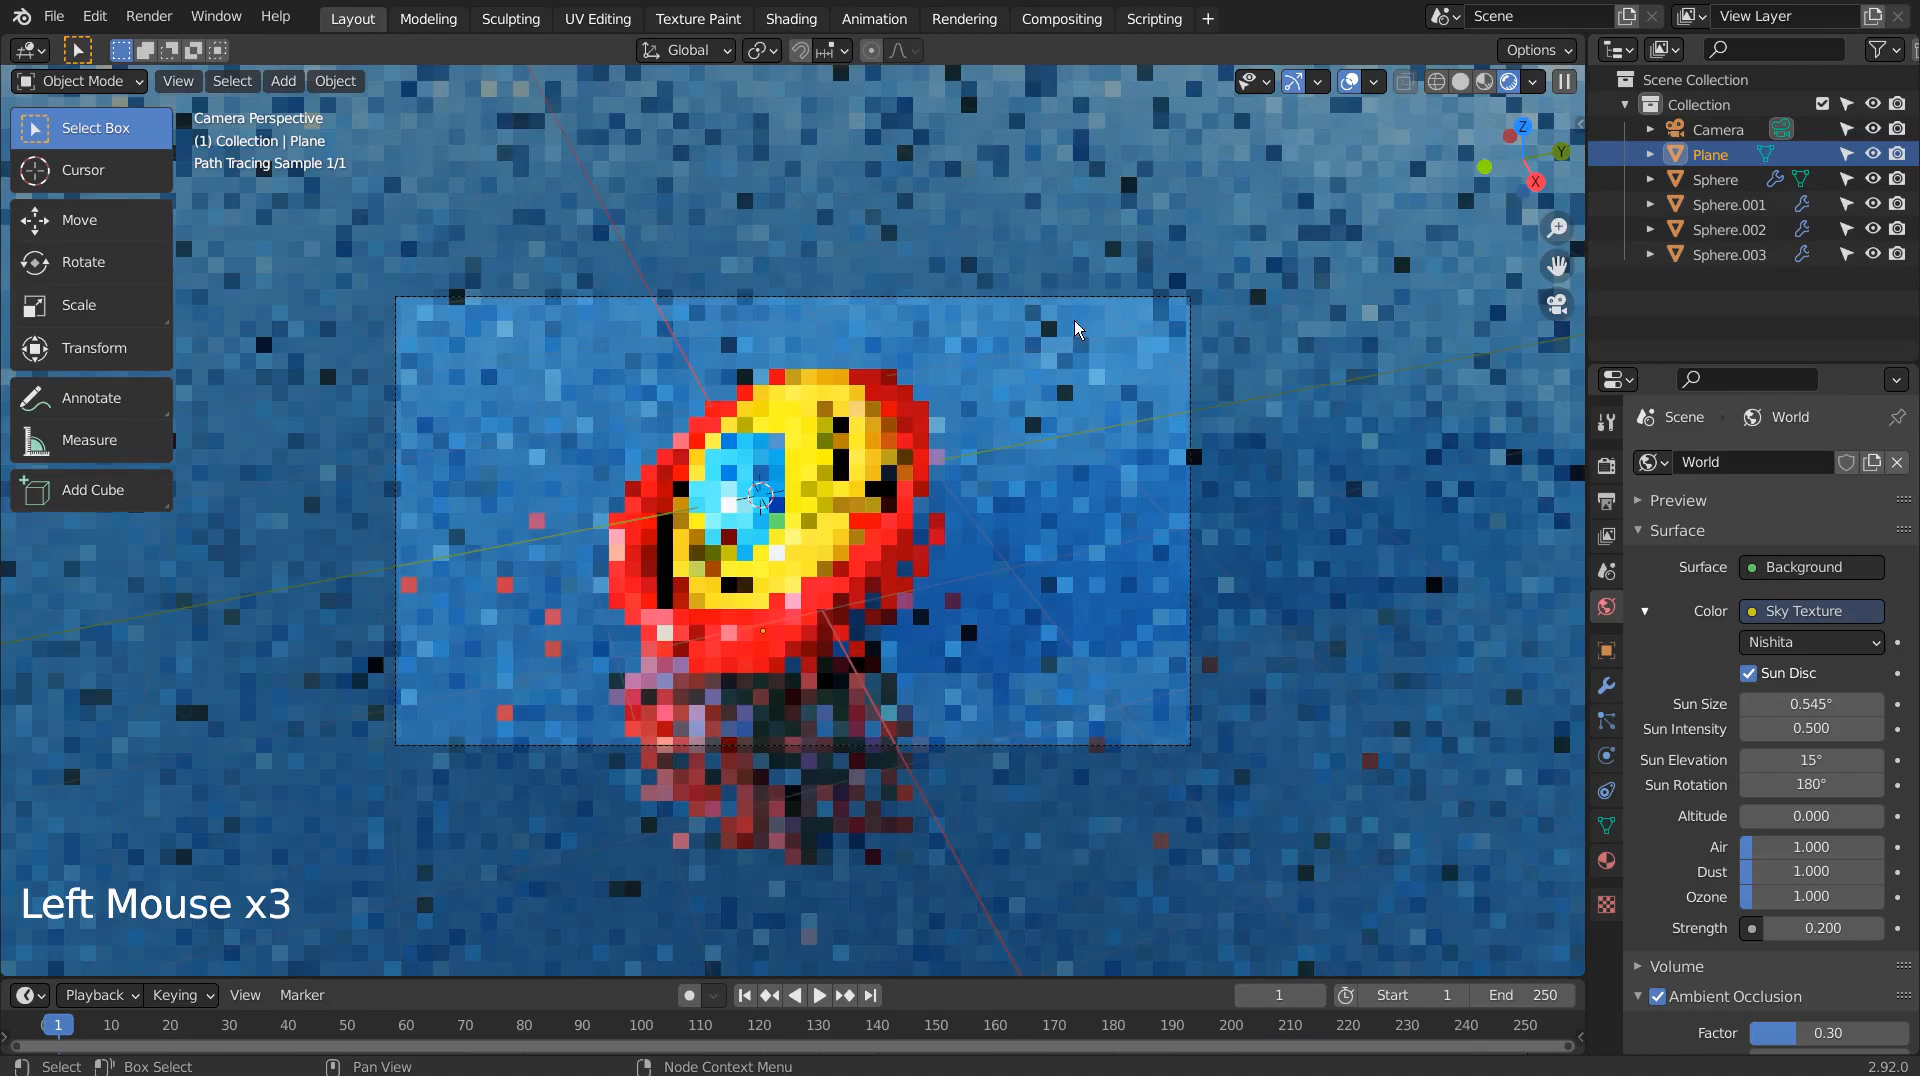 File Edit Render Window Help Layout Modeling Sculpting UV Editing Texture Paint Shading Animation Rendering Compositing Scripting + Scene View Layer
Global Options
Object Mode View Select Add Object
Scene Collection
Collection
Camera
Plane
Sphere
Sphere.001
Sphere.002
Sphere.003
Select Box
Cursor
Move
Rotate
Scale
Transform
Annotate
Measure
Add Cube
Camera Perspective
(1) Collection | Plane
Path Tracing Sample 1/1
Z
Y
X
Scene World
World
Preview
Surface
Surface Background
Color Sky Texture
Nishita
Sun Disc
Sun Size 0.545°
Sun Intensity 0.500
Sun Elevation 15°
Sun Rotation 180°
Altitude 0.000
Air 1.000
Dust 1.000
Ozone 1.000
Strength 0.200
Volume
Ambient Occlusion
Factor 0.30
Left Mouse x3
Playback Keying View Marker 1 Start 1 End 250
1 10 20 30 40 50 60 70 80 90 100 110 120 130 140 150 160 170 180 190 200 210 220 230 240 250
Select Box Select Pan View Node Context Menu 2.92.0